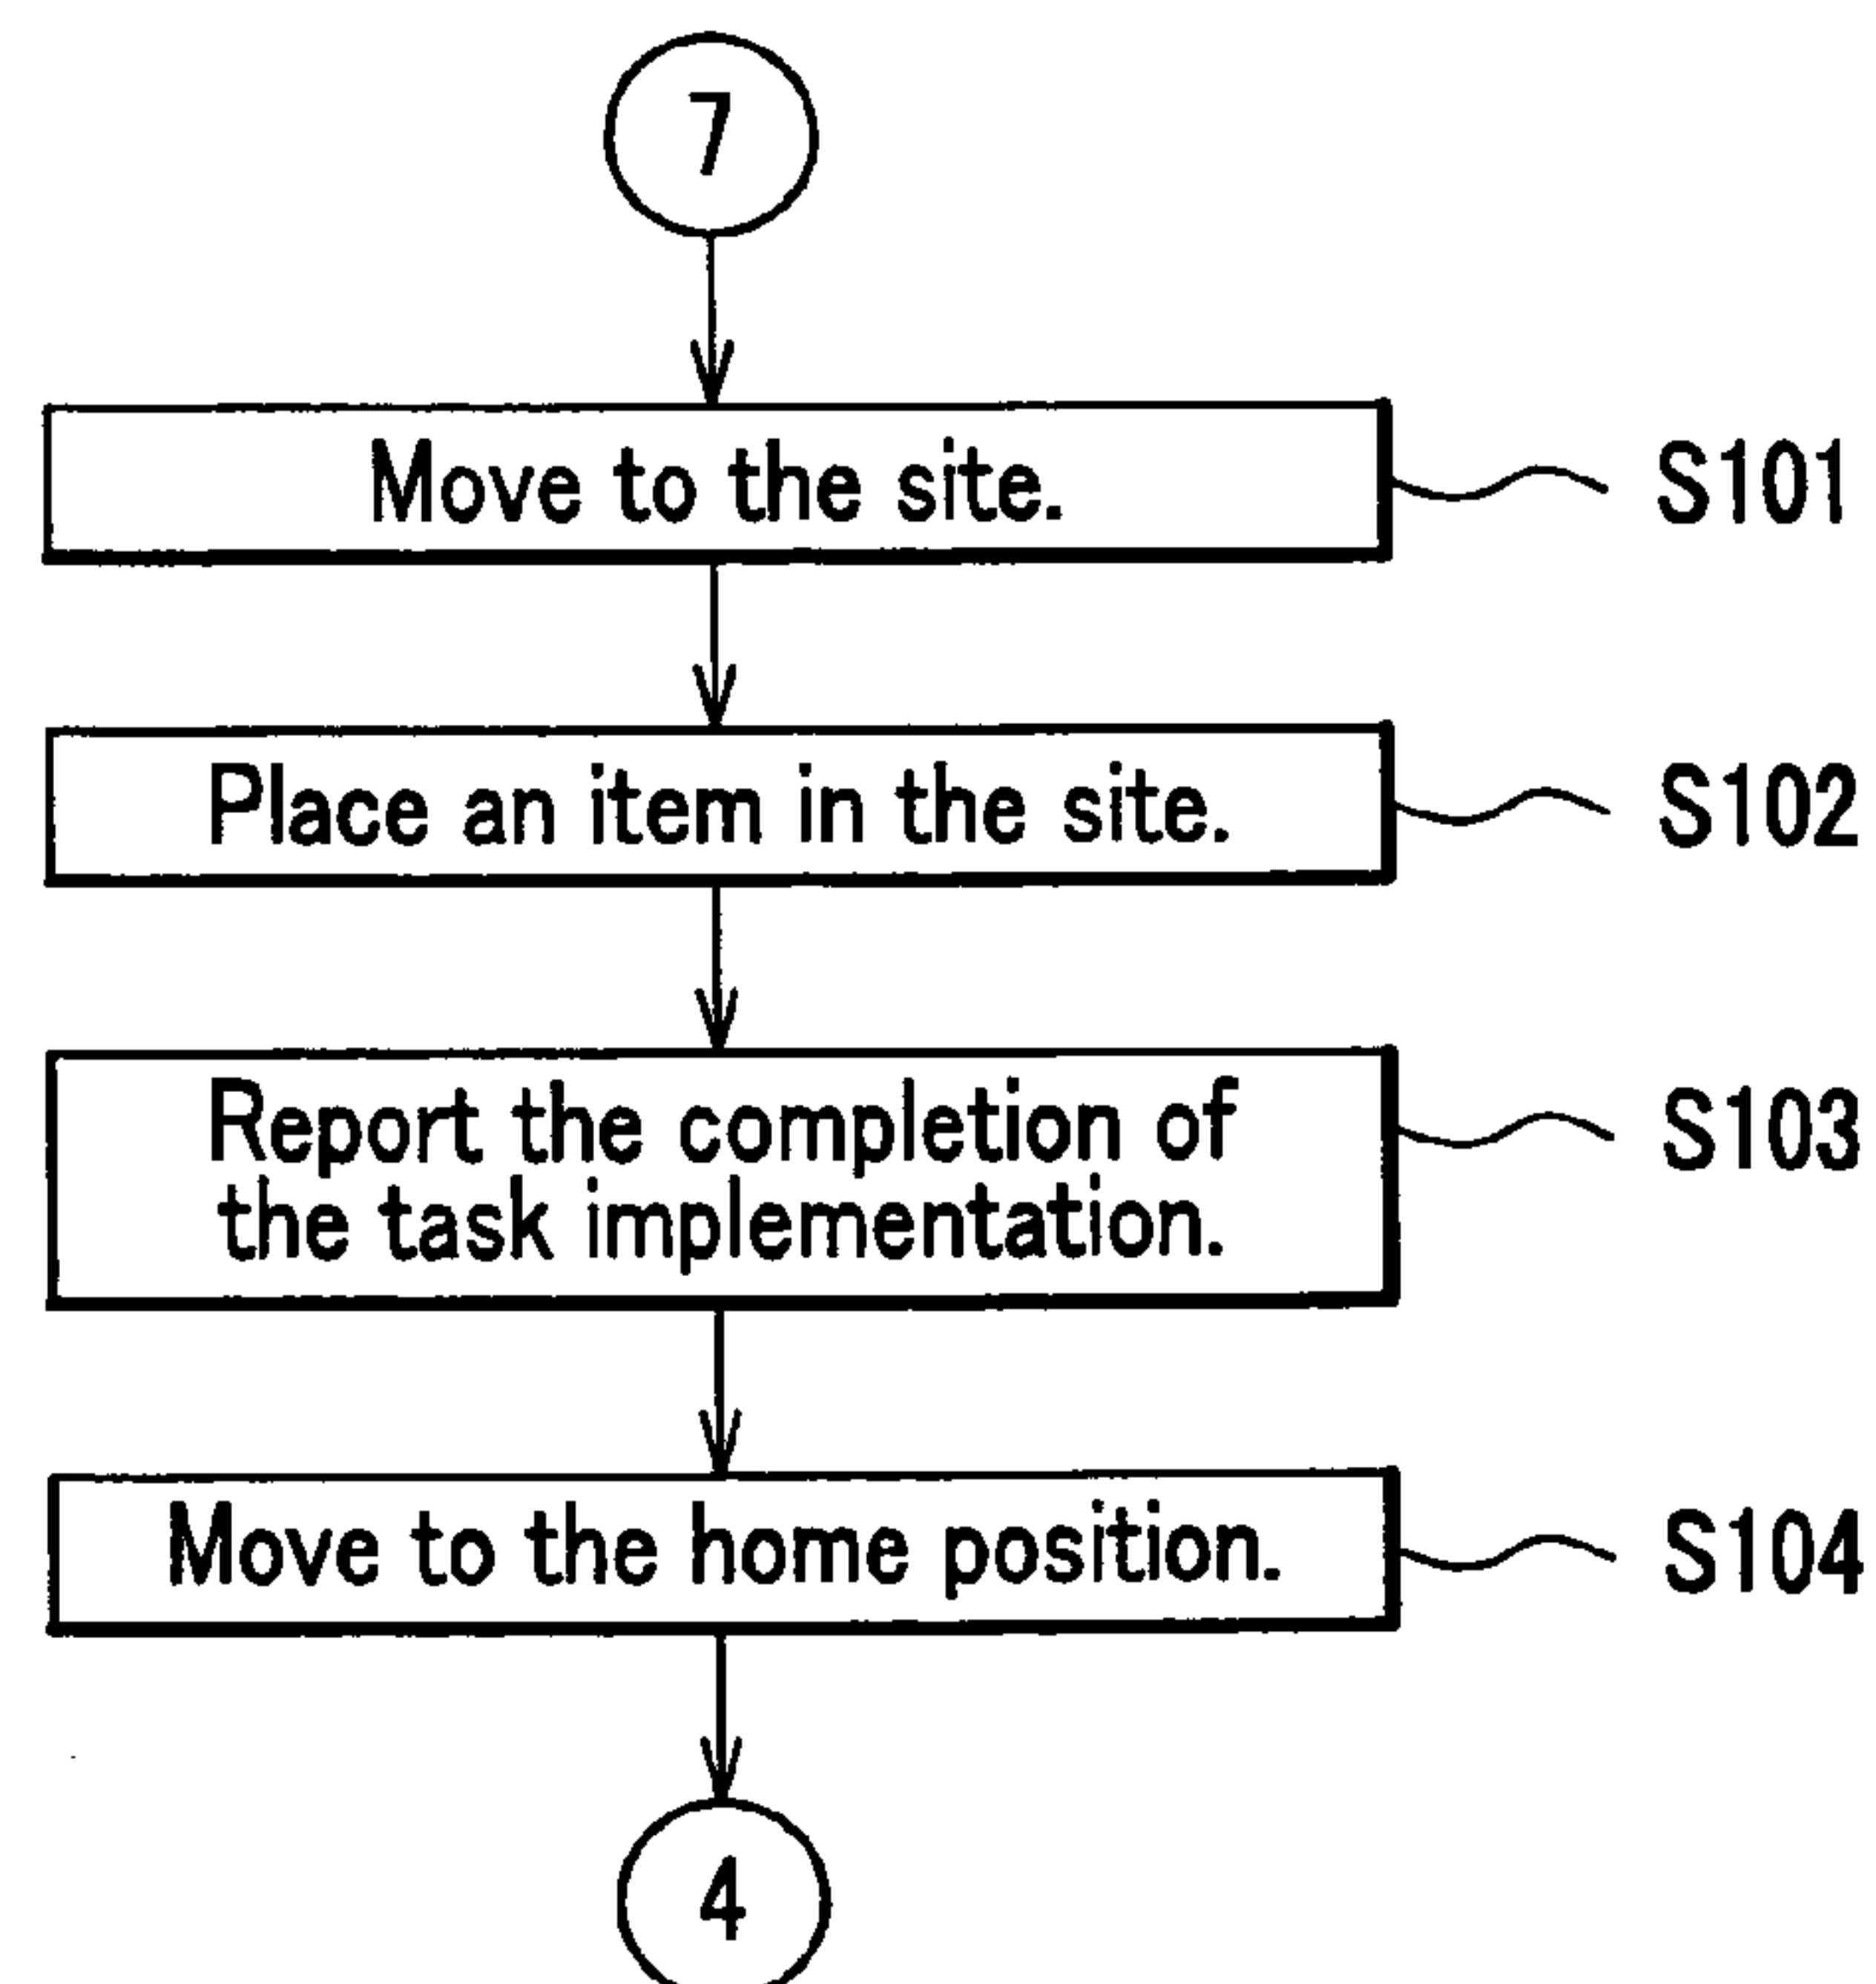 7
Move to the site.
S101
Place an item in the site.
S102
Report the completion of
the task implementation.
S103
Move to the home position.
S104
4